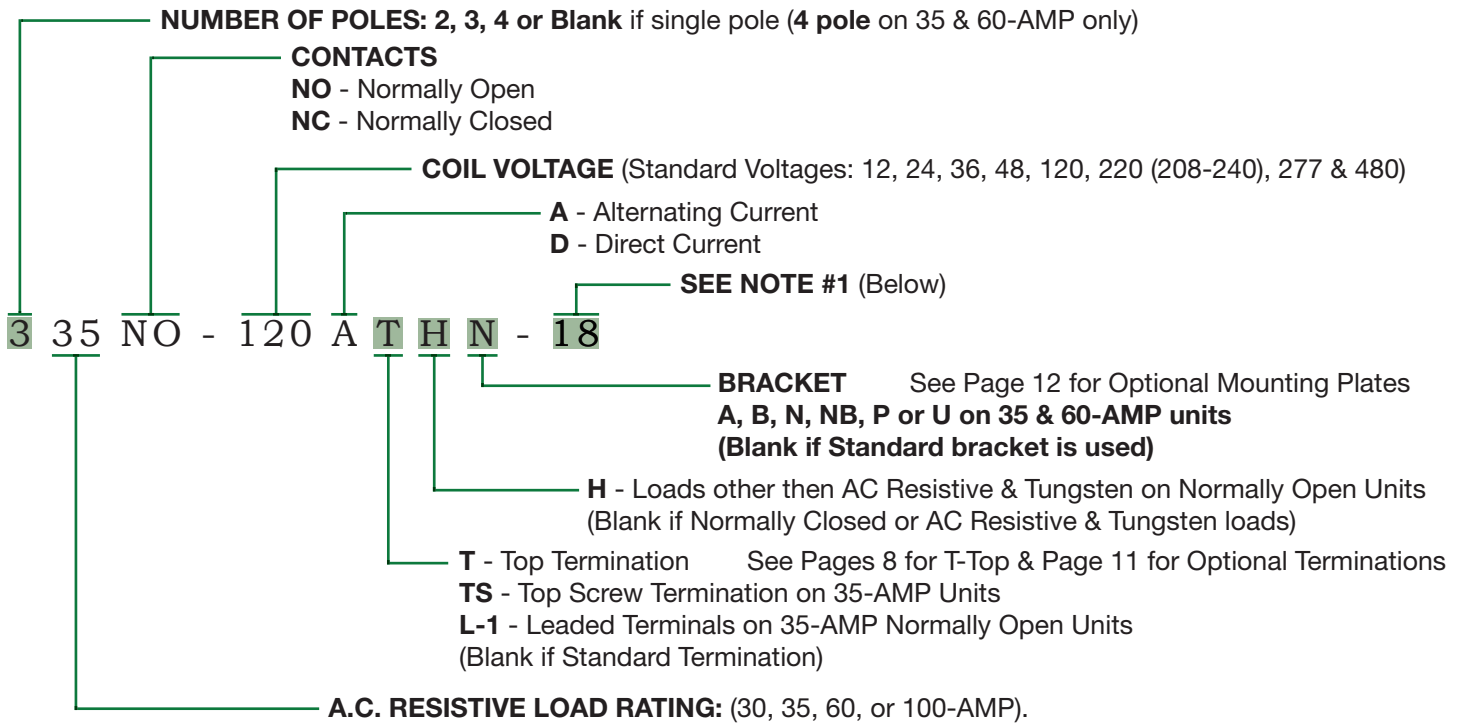 NUMBER OF POLES: 2, 3, 4 or Blank if single pole (4 pole on 35 & 60-AMP only)
CONTACTS
NO - Normally Open
NC - Normally Closed
COIL VOLTAGE (Standard Voltages: 12, 24, 36, 48, 120, 220 (208-240), 277 & 480)
A - Alternating Current
D - Direct Current
SEE NOTE #1 (Below)
3 35 NO - 120 A T H N - 18
BRACKET See Page 12 for Optional Mounting Plates
A, B, N, NB, P or U on 35 & 60-AMP units
(Blank if Standard bracket is used)
H - Loads other then AC Resistive & Tungsten on Normally Open Units
(Blank if Normally Closed or AC Resistive & Tungsten loads)
T - Top Termination See Pages 8 for T-Top & Page 11 for Optional Terminations
TS - Top Screw Termination on 35-AMP Units
L-1 - Leaded Terminals on 35-AMP Normally Open Units
(Blank if Standard Termination)
A.C. RESISTIVE LOAD RATING: (30, 35, 60, or 100-AMP).